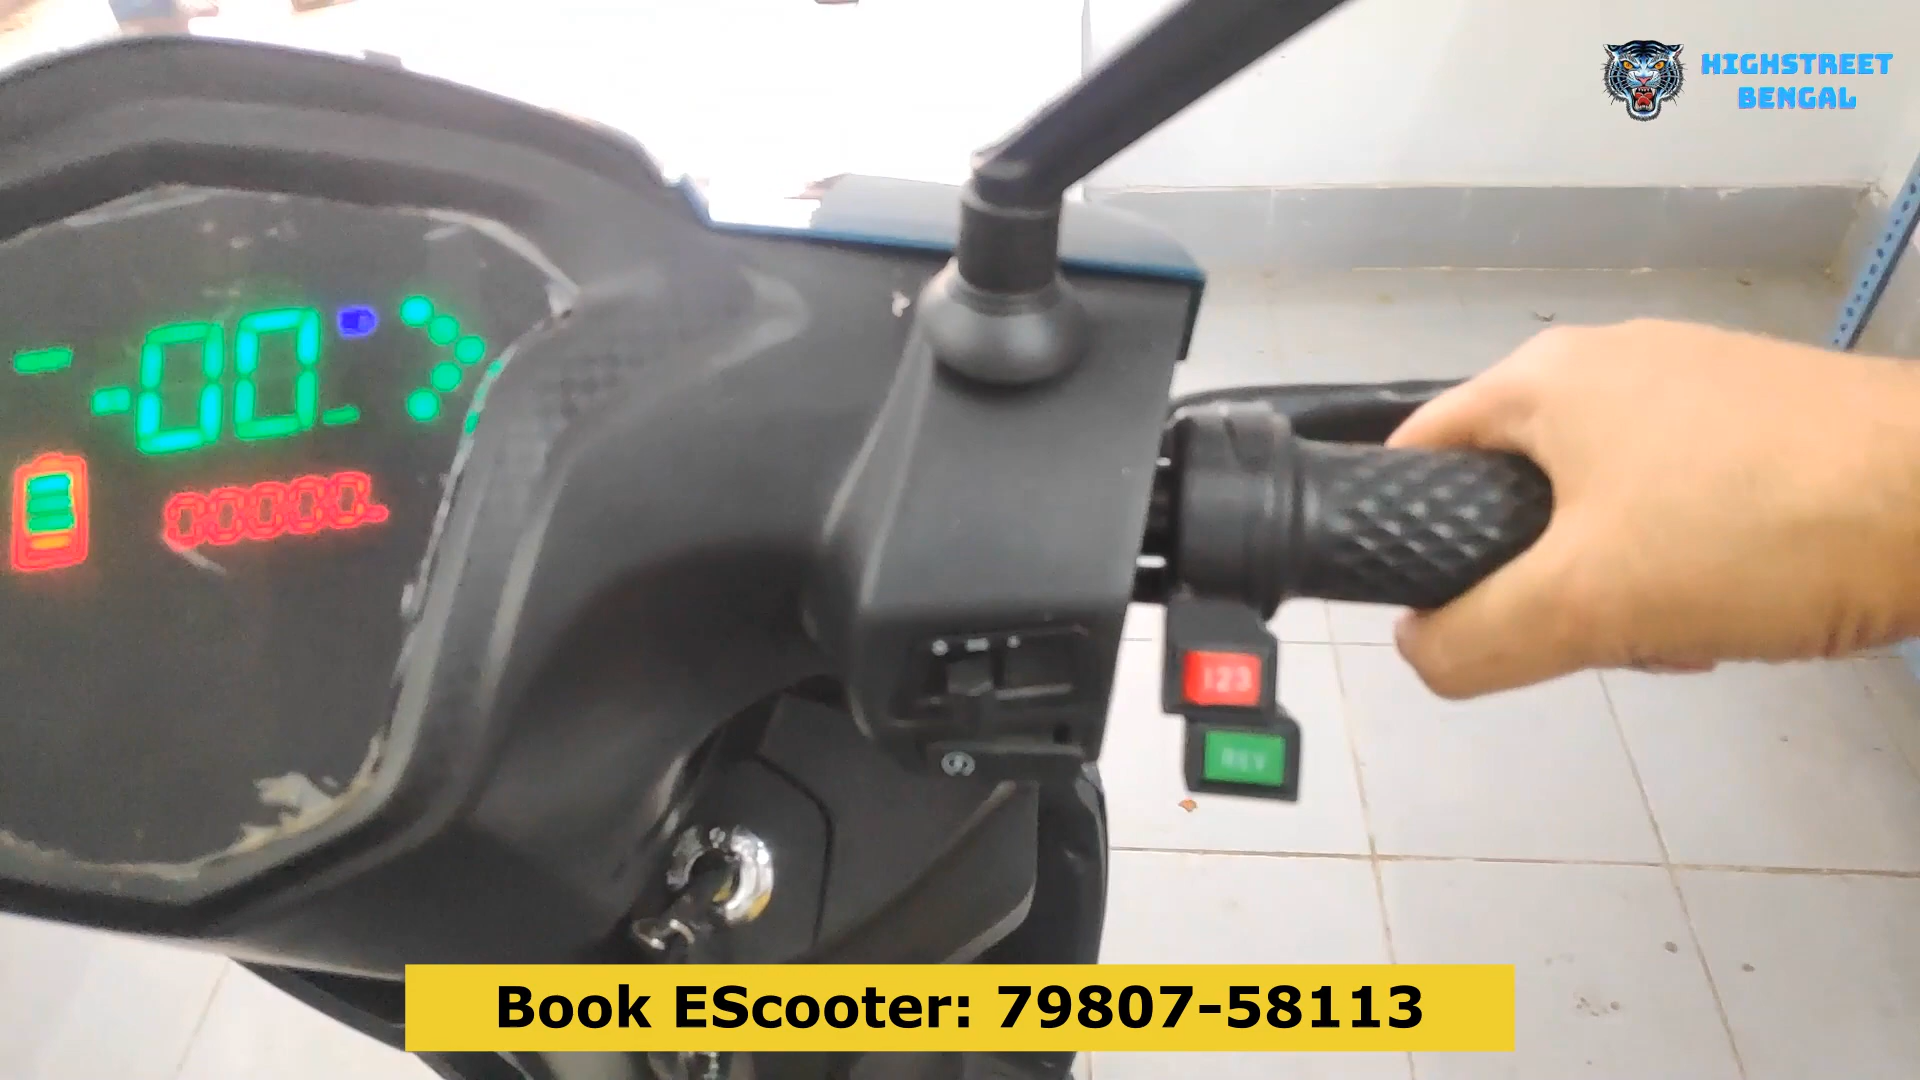 HIGHSTREET
BENGAL
00
00000
123
REV
Book EScooter: 79807-58113